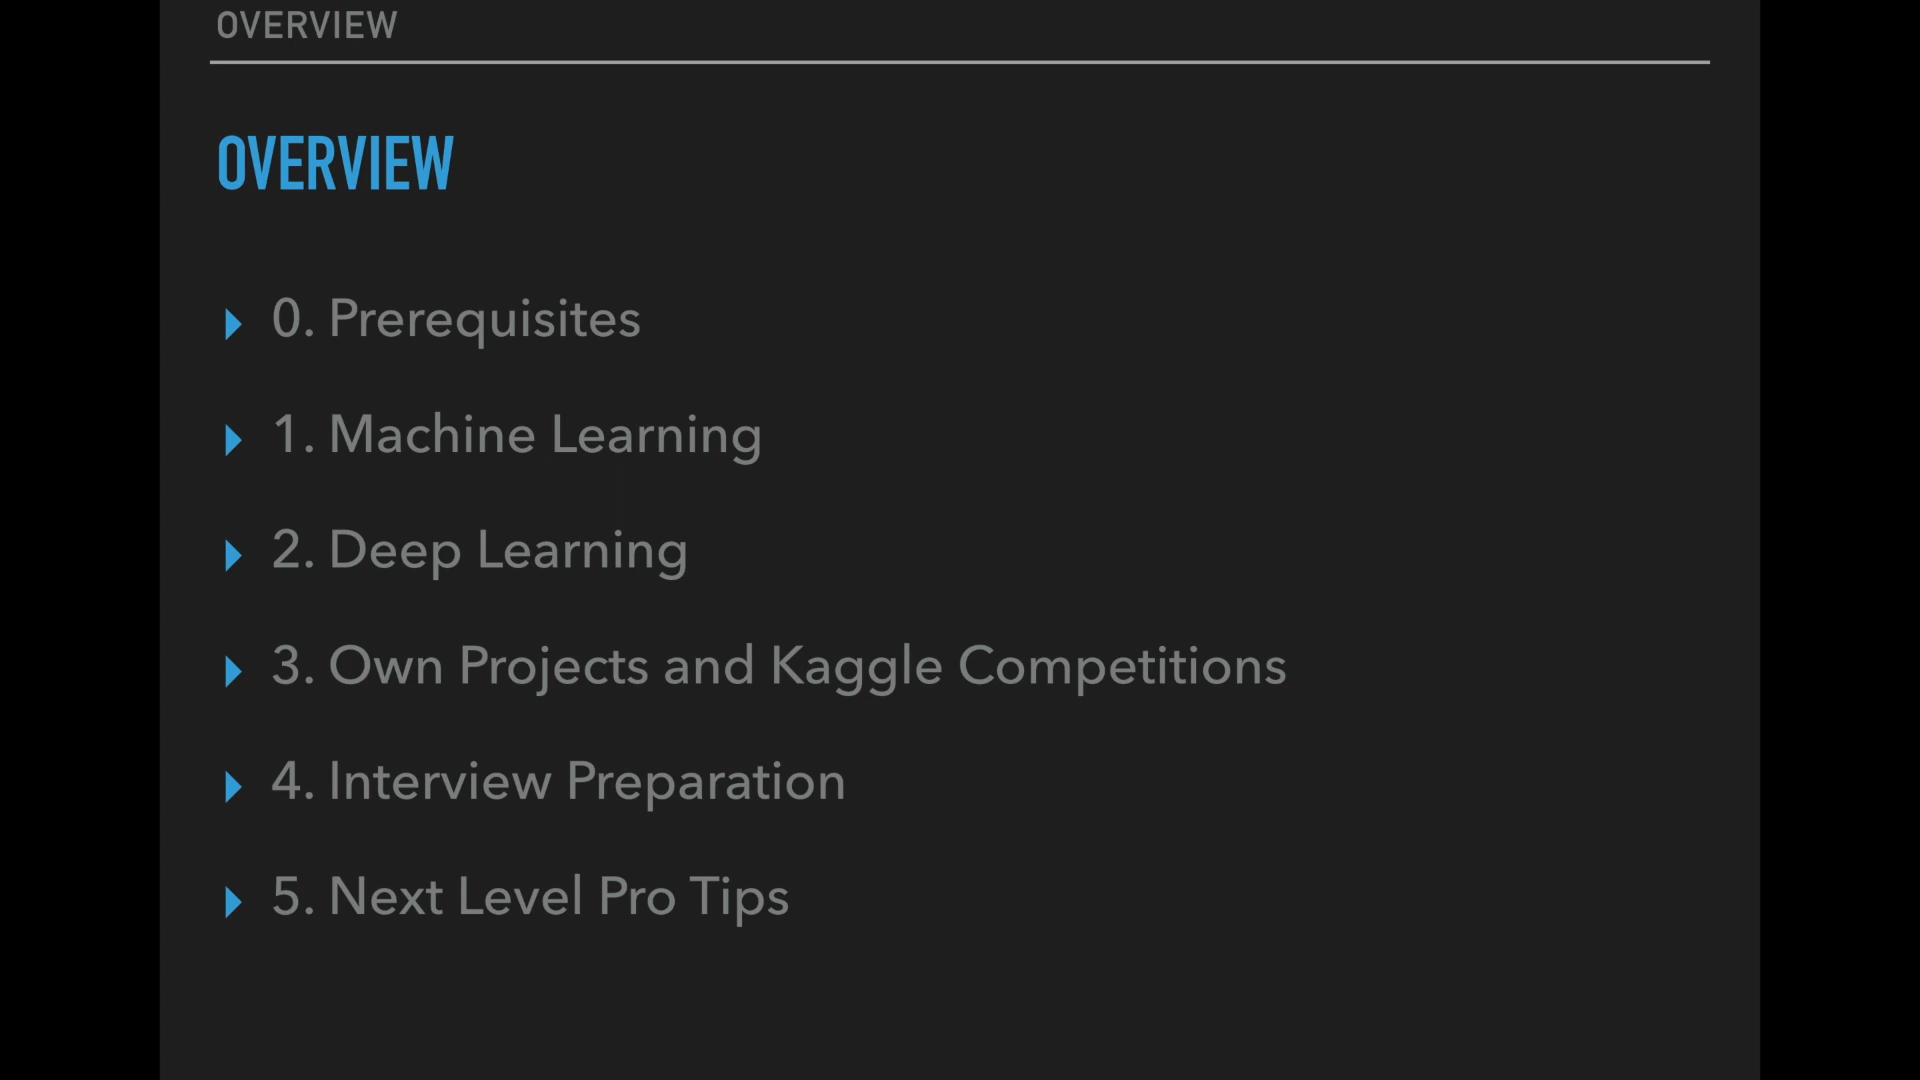 OVERVIEW
OVERVIEW
0. Prerequisites
1. Machine Learning
2. Deep Learning
3. Own Projects and Kaggle Competitions
4. Interview Preparation
5. Next Level Pro Tips